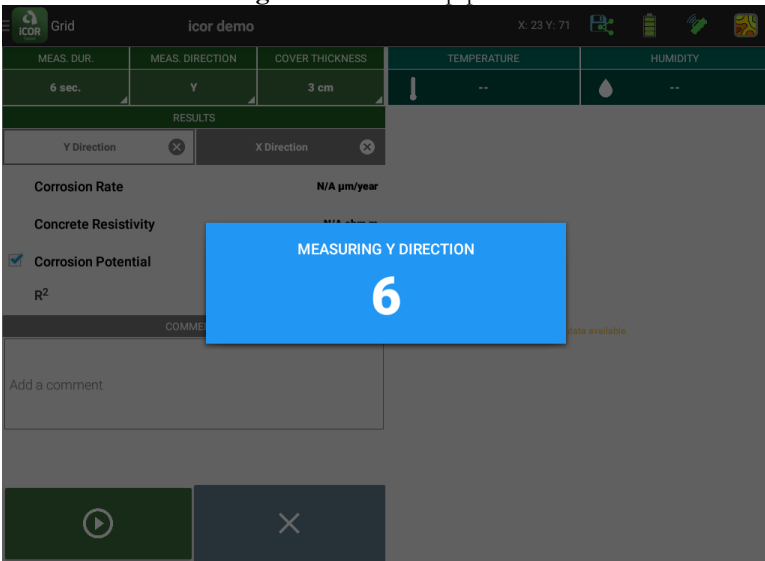 iCOR
Grid
icor demo
X: 23 Y: 71
MEAS. DUR.
MEAS. DIRECTION
COVER THICKNESS
TEMPERATURE
HUMIDITY
6 sec.
Y
3 cm
--
--
RESULTS
Y Direction
X Direction
Corrosion Rate
N/A µm/year
Concrete Resistivity
Corrosion Potential
R²
MEASURING Y DIRECTION
6
data available
Add a comment